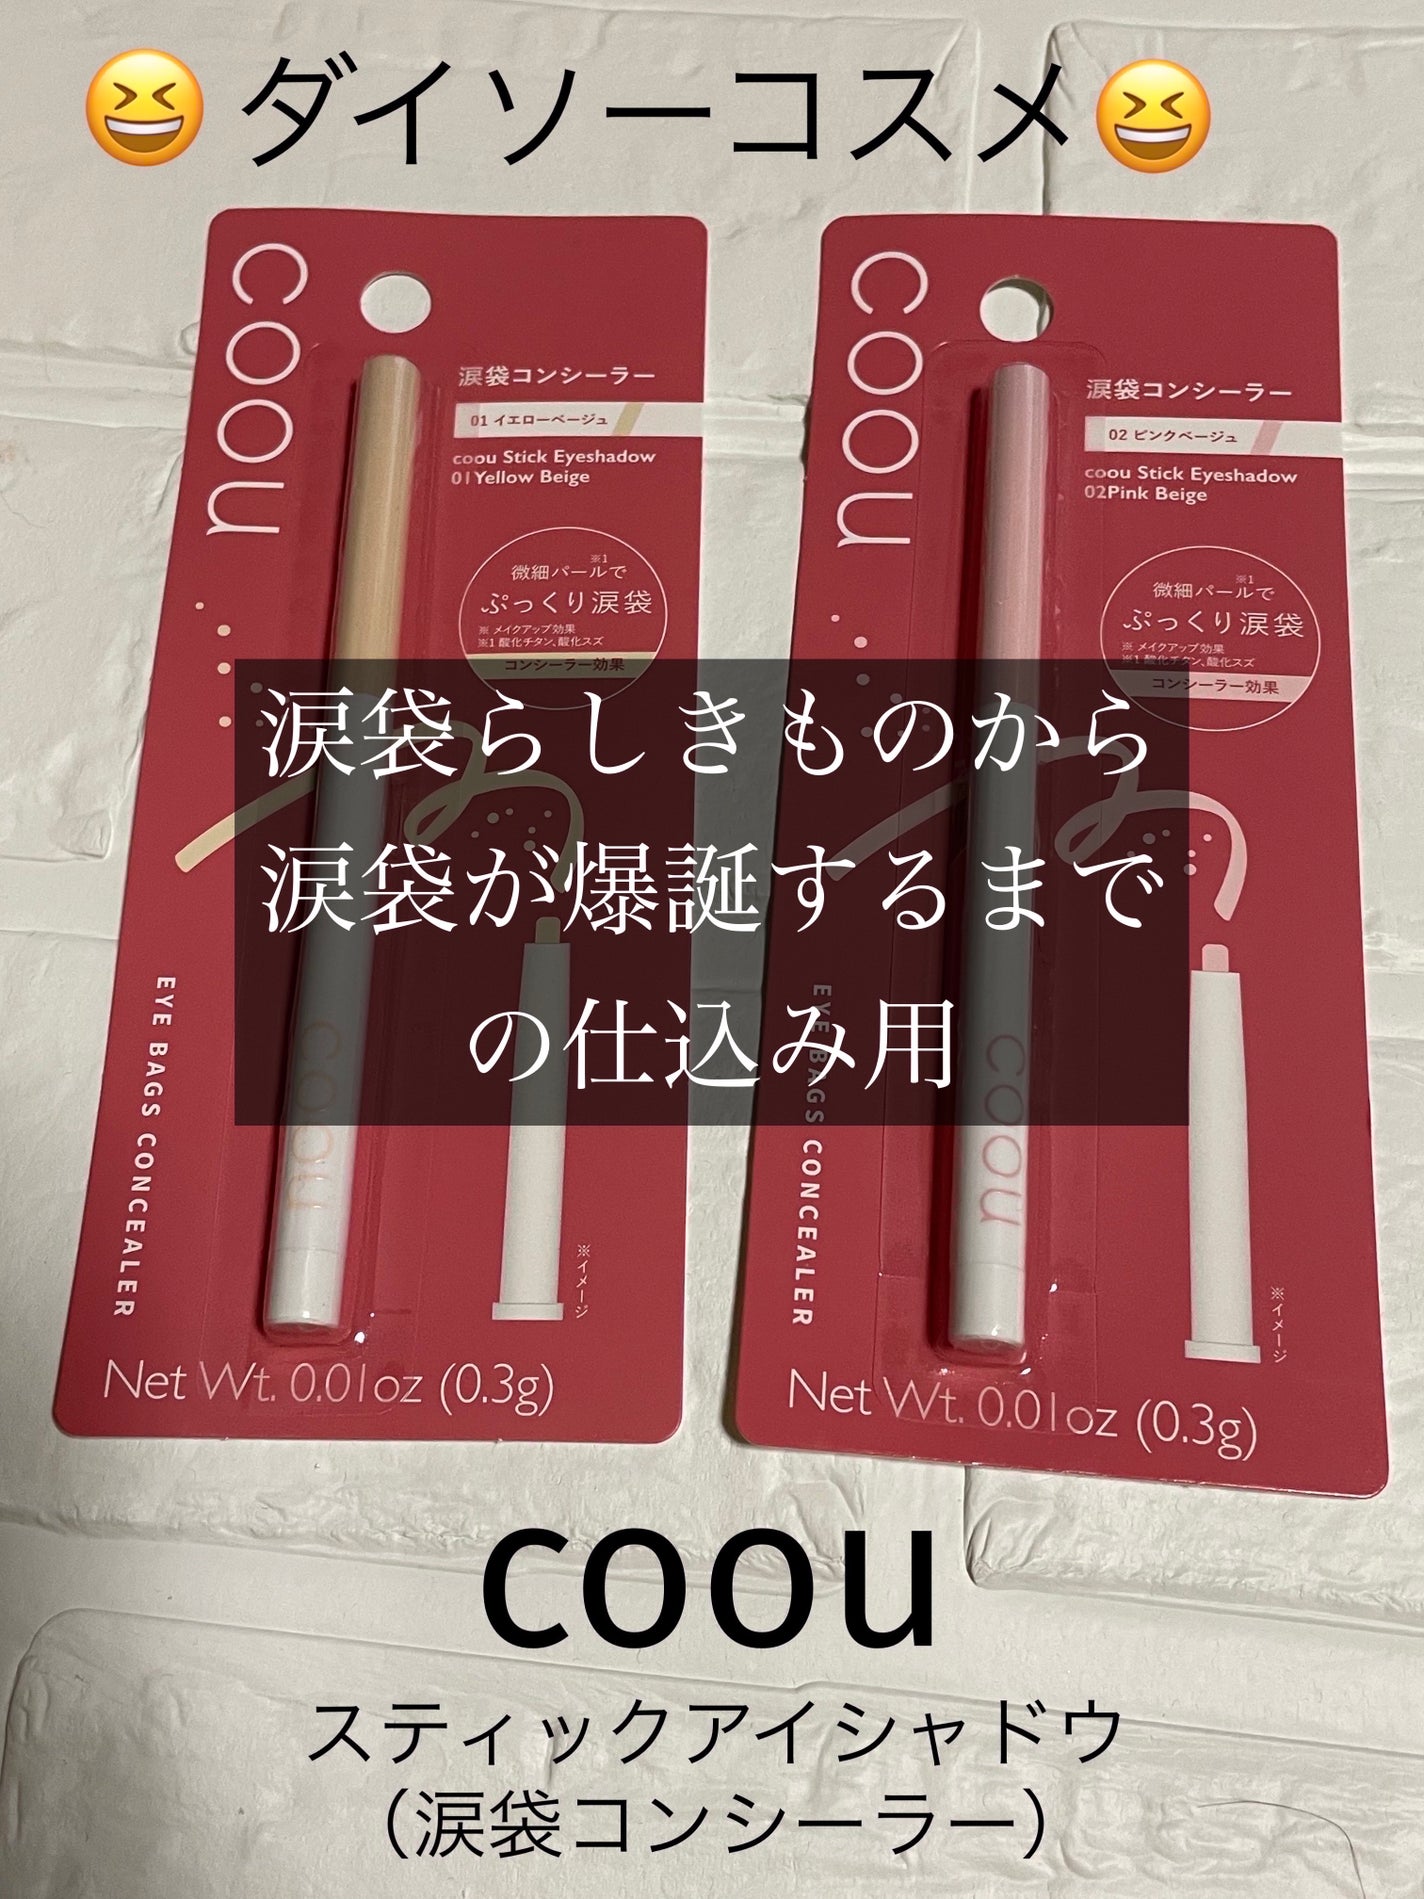 😆ダイソーコスメ😆
coou
涙袋コンシーラー
01 イエローベージュ
coou Stick Eyeshadow
01Yellow Beige
※1
微細パールで
ぷっくり涙袋
※ メイクアップ効果
※1 酸化チタン、酸化スズ
コンシーラー効果
EYE BAGS CONCEALER
coou
※イメージ
Net Wt. 0.01oz (0.3g)
coou
涙袋コンシーラー
02 ピンクベージュ
coou Stick Eyeshadow
02Pink Beige
※1
微細パールで
ぷっくり涙袋
※ メイクアップ効果
※1 酸化チタン、酸化スズ
コンシーラー効果
EYE BAGS CONCEALER
coou
※イメージ
Net Wt. 0.01oz (0.3g)
涙袋らしきものから
涙袋が爆誕するまで
の仕込み用
coou
スティックアイシャドウ
（涙袋コンシーラー）